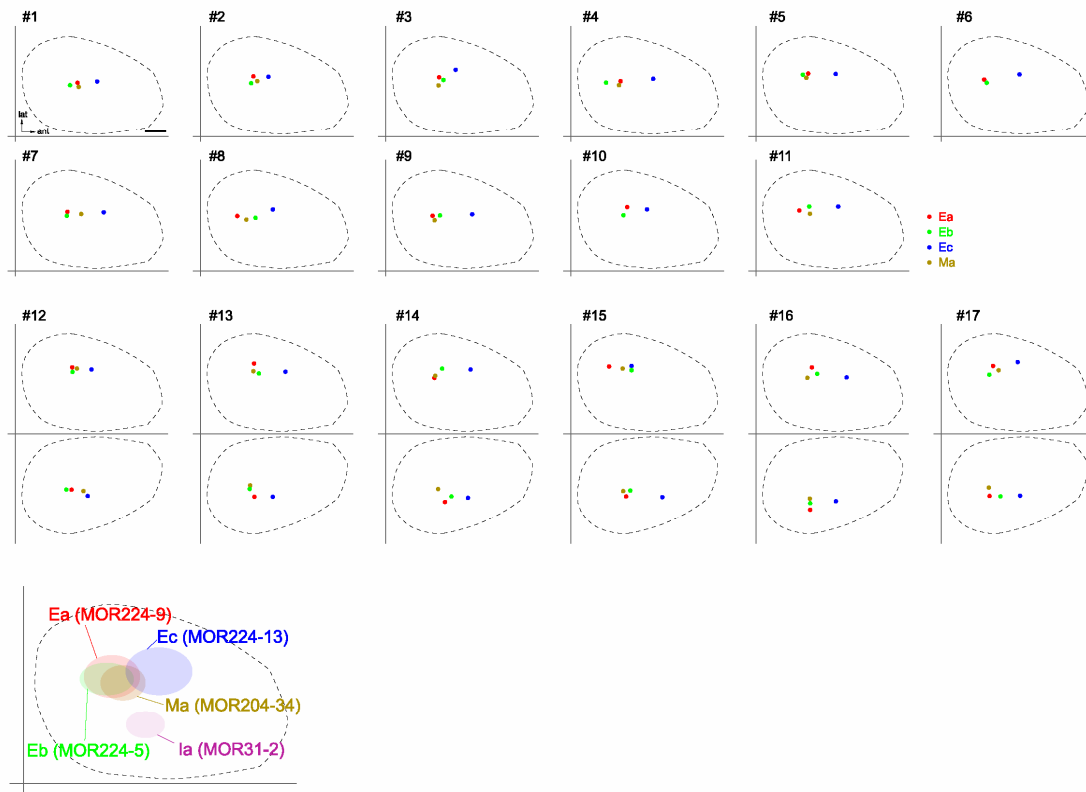 #1 #2 #3 #4 #5 #6
lat
ant
#7 #8 #9 #10 #11
Ea
Eb
Ec
Ma
#12 #13 #14 #15 #16 #17
Ea (MOR224-9)
Ec (MOR224-13)
Ma (MOR204-34)
Eb (MOR224-5)
Ia (MOR31-2)